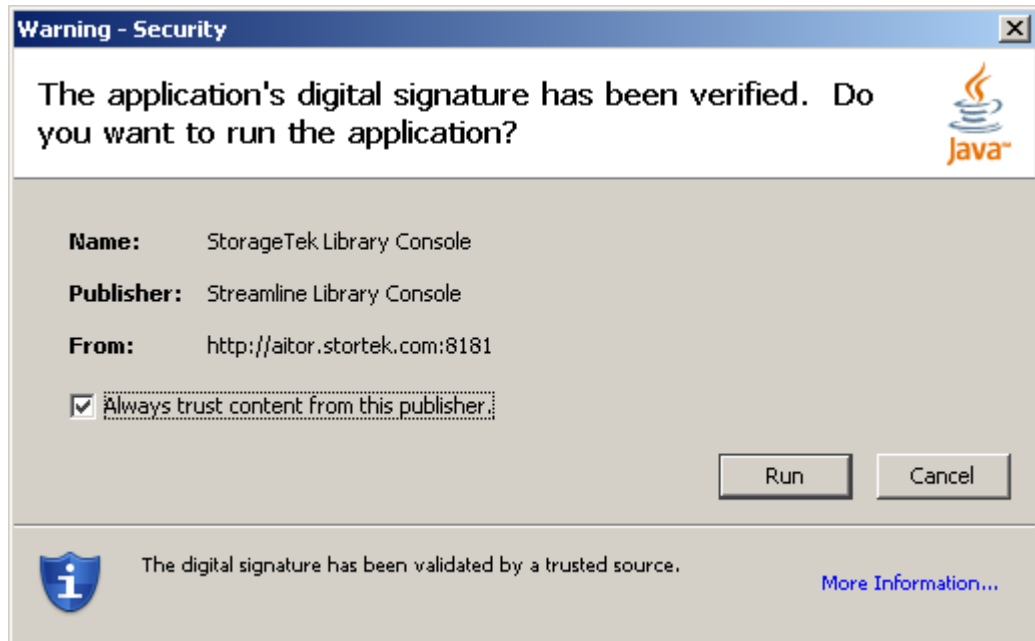 Warning - Security
The application's digital signature has been verified. Do
you want to run the application?
Java™
Name: StorageTek Library Console
Publisher: Streamline Library Console
From: http://aitor.stortek.com:8181
Always trust content from this publisher.
Run Cancel
The digital signature has been validated by a trusted source.
More Information...